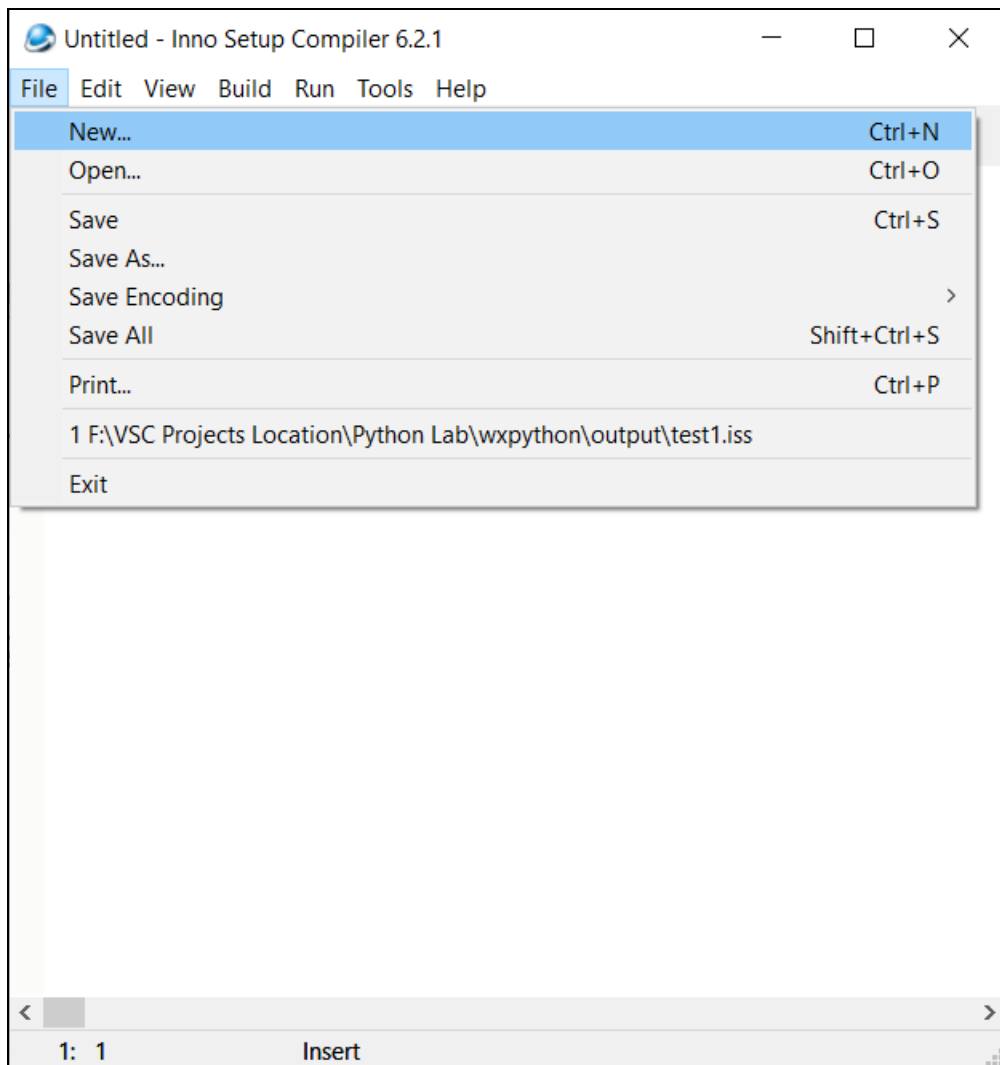 Untitled - Inno Setup Compiler 6.2.1
File Edit View Build Run Tools Help
New... Ctrl+N
Open... Ctrl+O
Save Ctrl+S
Save As...
Save Encoding
Save All Shift+Ctrl+S
Print... Ctrl+P
1 F:\VSC Projects Location\Python Lab\wxpython\output\test1.iss
Exit
1: 1 Insert